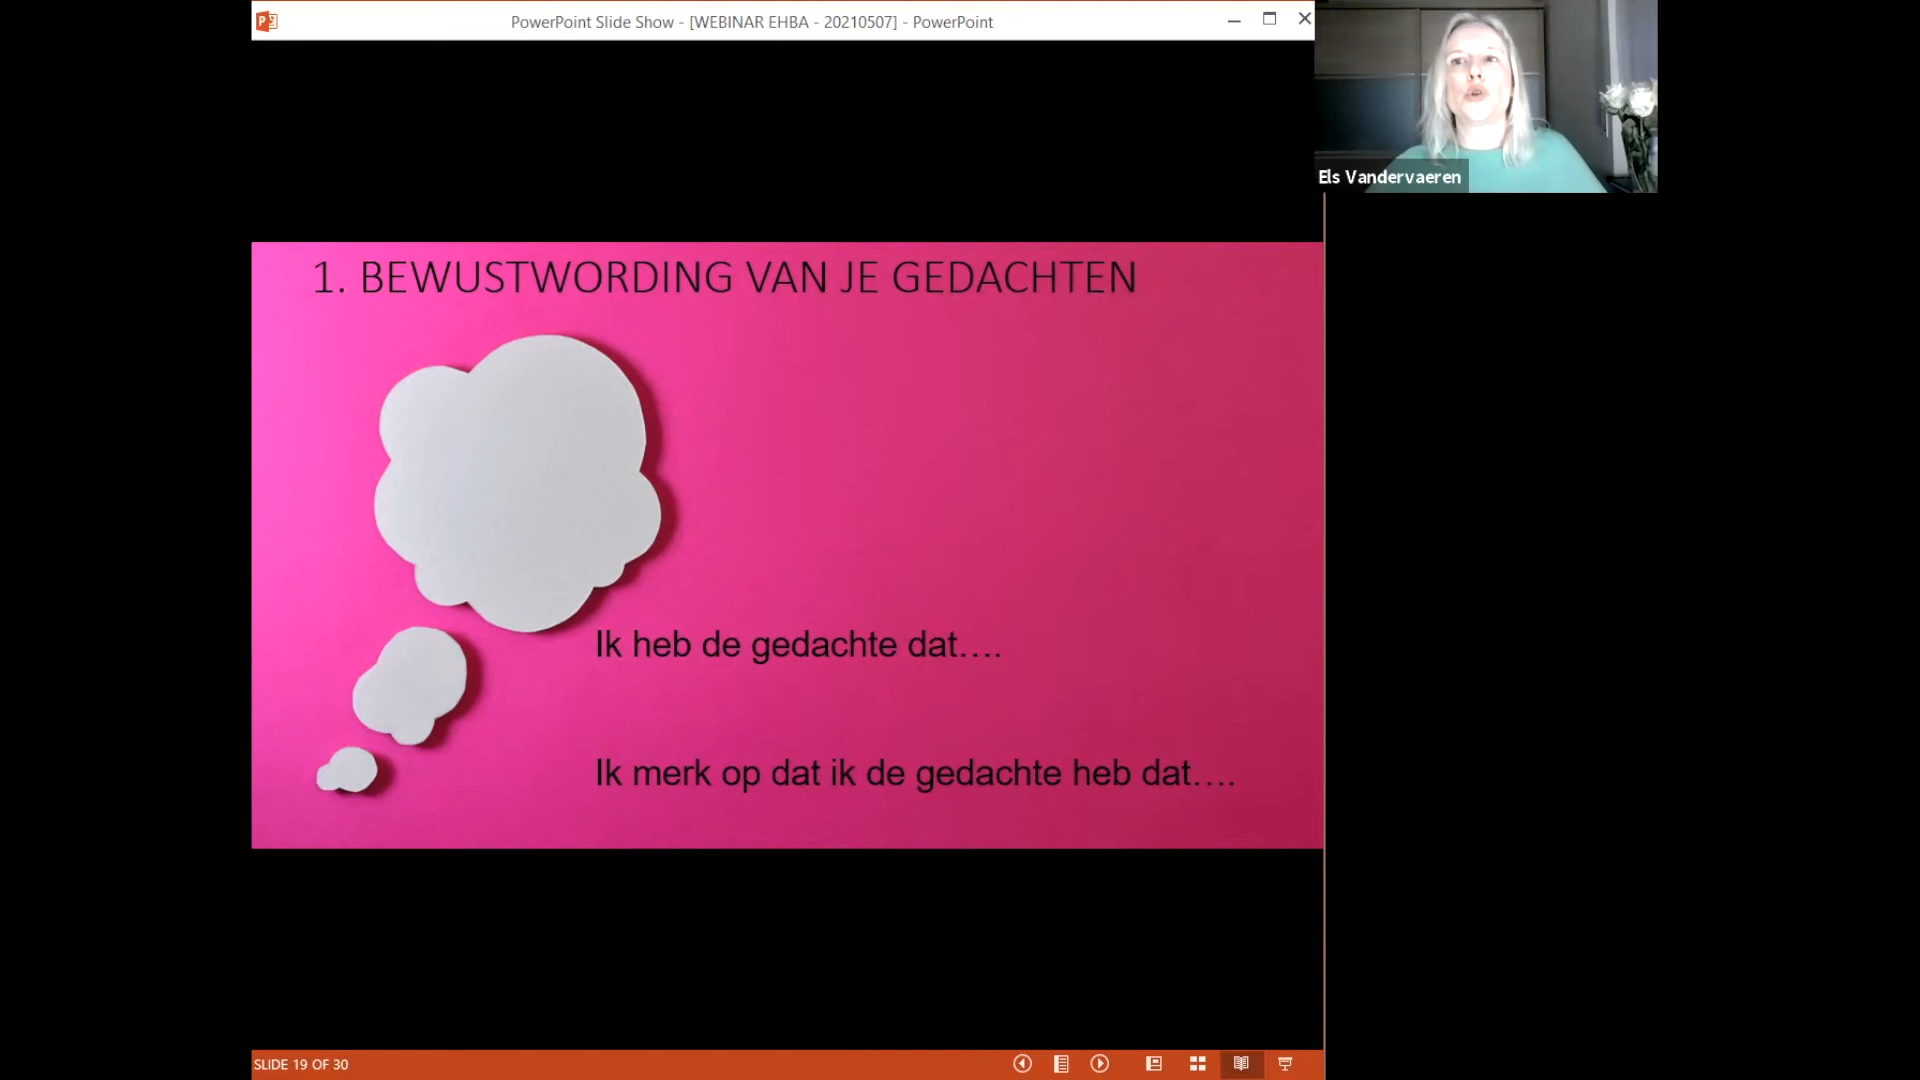 PowerPoint Slide Show - [WEBINAR EHBA - 20210507] - PowerPoint
Els Vandervaeren
1. BEWUSTWORDING VAN JE GEDACHTEN
Ik heb de gedachte dat….
Ik merk op dat ik de gedachte heb dat….
SLIDE 19 OF 30